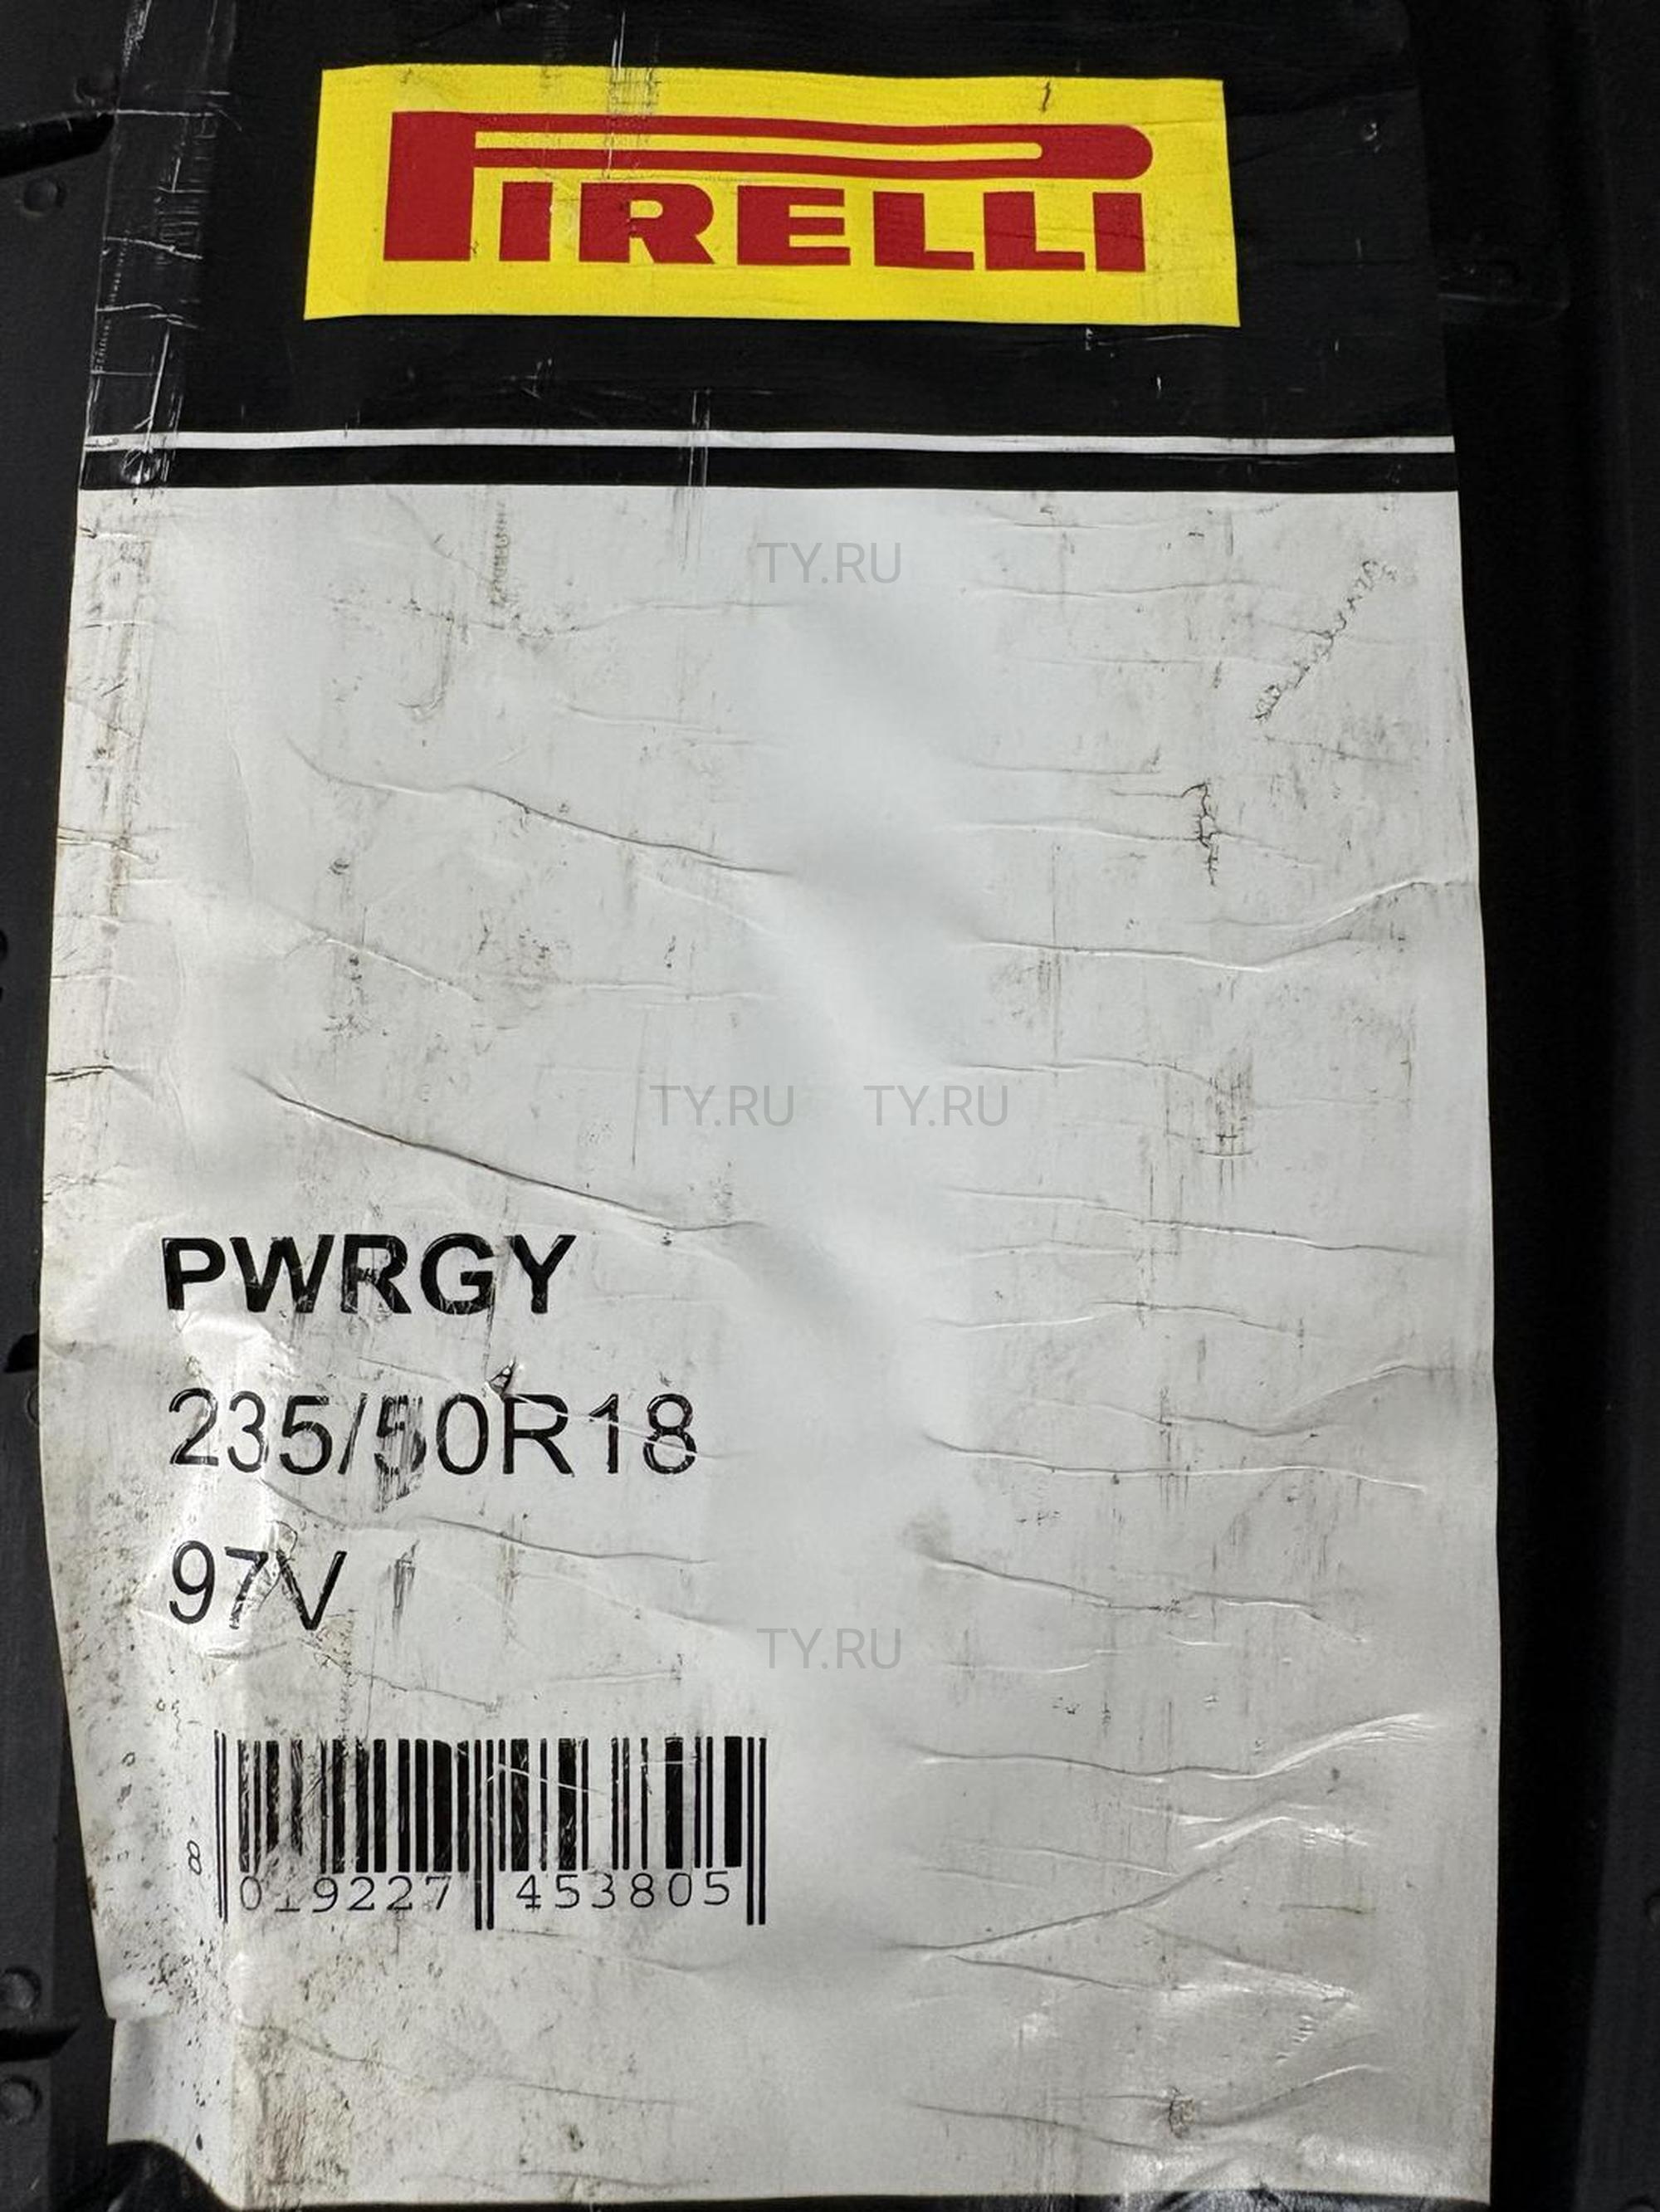 PIRELLI
TY.RU
TY.RU TY.RU
PWRGY
235/50R18
97V
TY.RU
8 019227 453805